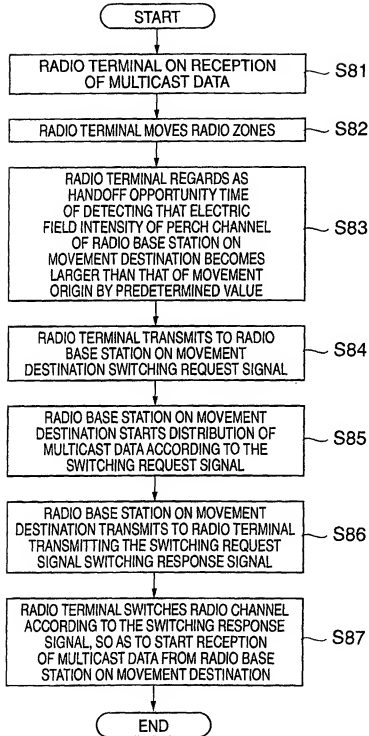 START
RADIO TERMINAL ON RECEPTION
OF MULTICAST DATA
S81
RADIO TERMINAL MOVES RADIO ZONES
S82
RADIO TERMINAL REGARDS AS
HANDOFF OPPORTUNITY TIME
OF DETECTING THAT ELECTRIC
FIELD INTENSITY OF PERCH CHANNEL
OF RADIO BASE STATION ON
MOVEMENT DESTINATION BECOMES
LARGER THAN THAT OF MOVEMENT
ORIGIN BY PREDETERMINED VALUE
S83
RADIO TERMINAL TRANSMITS TO RADIO
BASE STATION ON MOVEMENT
DESTINATION SWITCHING REQUEST SIGNAL
S84
RADIO BASE STATION ON MOVEMENT
DESTINATION STARTS DISTRIBUTION OF
MULTICAST DATA ACCORDING TO THE
SWITCHING REQUEST SIGNAL
S85
RADIO BASE STATION ON MOVEMENT
DESTINATION TRANSMITS TO RADIO TERMINAL
TRANSMITTING THE SWITCHING REQUEST
SIGNAL SWITCHING RESPONSE SIGNAL
S86
RADIO TERMINAL SWITCHES RADIO CHANNEL
ACCORDING TO THE SWITCHING RESPONSE
SIGNAL, SO AS TO START RECEPTION
OF MULTICAST DATA FROM RADIO BASE
STATION ON MOVEMENT DESTINATION
S87
END